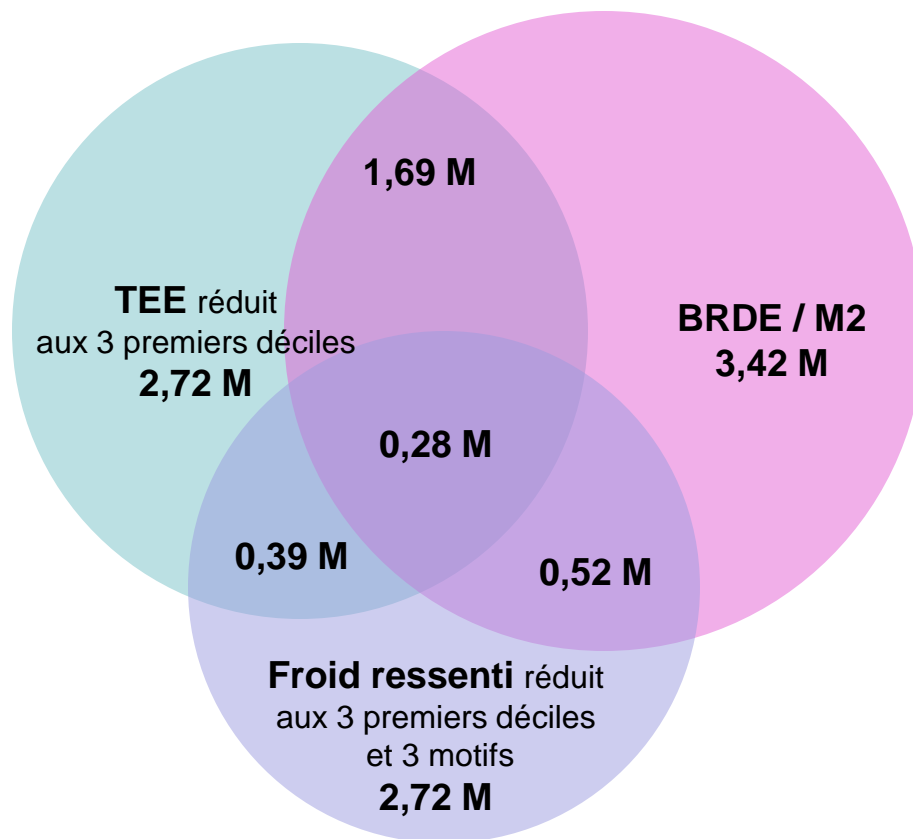 1,69 M
TEE réduit
aux 3 premiers déciles
2,72 M
BRDE / M2
3,42 M
0,28 M
0,39 M
0,52 M
Froid ressenti réduit
aux 3 premiers déciles
et 3 motifs
2,72 M